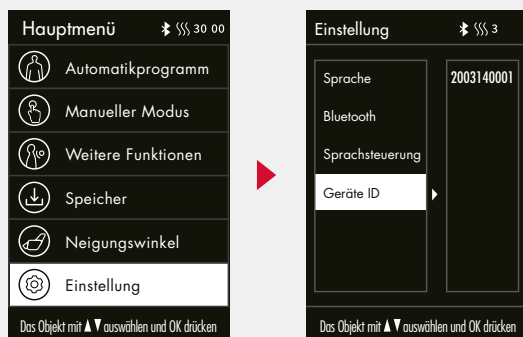 Hauptmenü 30 00
Automatikprogramm
Manueller Modus
Weitere Funktionen
Speicher
Neigungswinkel
Einstellung
Das Objekt mit ▲▼ auswählen und OK drücken
Einstellung 3
Sprache
Bluetooth
Sprachsteuerung
Geräte ID
2003140001
Das Objekt mit ▲▼ auswählen und OK drücken